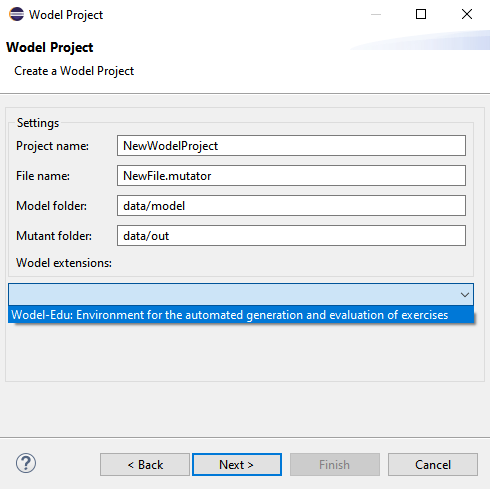 Wodel Project
Wodel Project
Create a Wodel Project
Settings
Project name: NewWodelProject
File name: NewFile.mutator
Model folder: data/model
Mutant folder: data/out
Wodel extensions:
Wodel-Edu: Environment for the automated generation and evaluation of exercises
? < Back Next > Finish Cancel